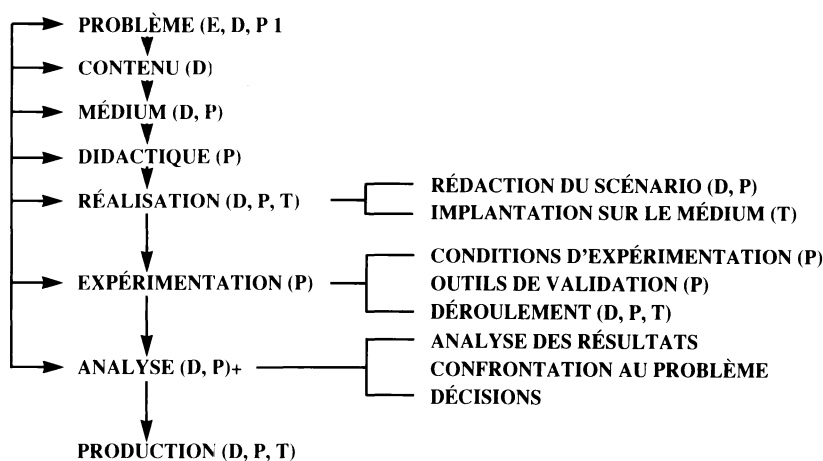 PROBLÈME (E, D, P 1
CONTENU (D)
MÉDIUM (D, P)
DIDACTIQUE (P)
RÉALISATION (D, P, T)
RÉDACTION DU SCÉNARIO (D, P)
IMPLANTATION SUR LE MÉDIUM (T)
EXPÉRIMENTATION (P)
CONDITIONS D'EXPÉRIMENTATION (P)
OUTILS DE VALIDATION (P)
DÉROULEMENT (D, P, T)
ANALYSE (D, P)+
ANALYSE DES RÉSULTATS
CONFRONTATION AU PROBLÈME
DÉCISIONS
PRODUCTION (D, P, T)